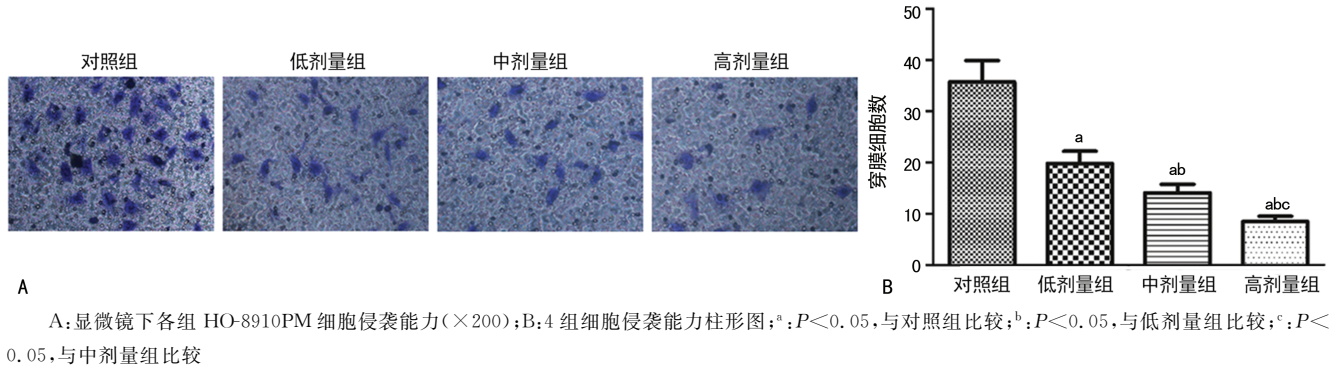 对照组
低剂量组
中剂量组
高剂量组
A
50
40
30
20
10
0
穿膜细胞数
a
ab
abc
对照组
低剂量组
中剂量组
高剂量组
B
A:显微镜下各组 HO-8910PM 细胞侵袭能力(×200);B:4 组细胞侵袭能力柱形图;ᵃ:P<0.05,与对照组比较;ᵇ:P<0.05,与低剂量组比较;ᶜ:P<
0.05,与中剂量组比较